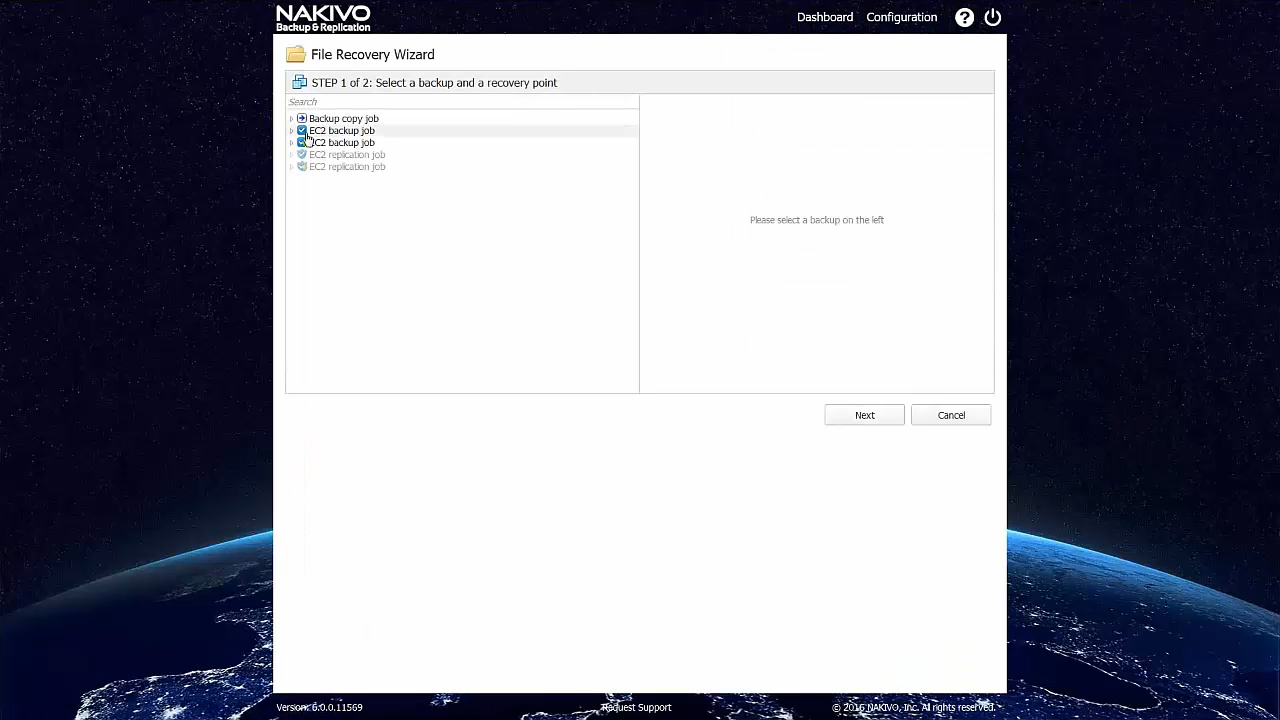 NAKIVO
Backup & Replication
Dashboard
Configuration
?
File Recovery Wizard
STEP 1 of 2: Select a backup and a recovery point
Search
Backup copy job
EC2 backup job
EC2 backup job
EC2 replication job
EC2 replication job
Please select a backup on the left
Next
Cancel
Version: 6.0.0.11569
Request Support
© 2016 NAKIVO, Inc. All rights reserved.